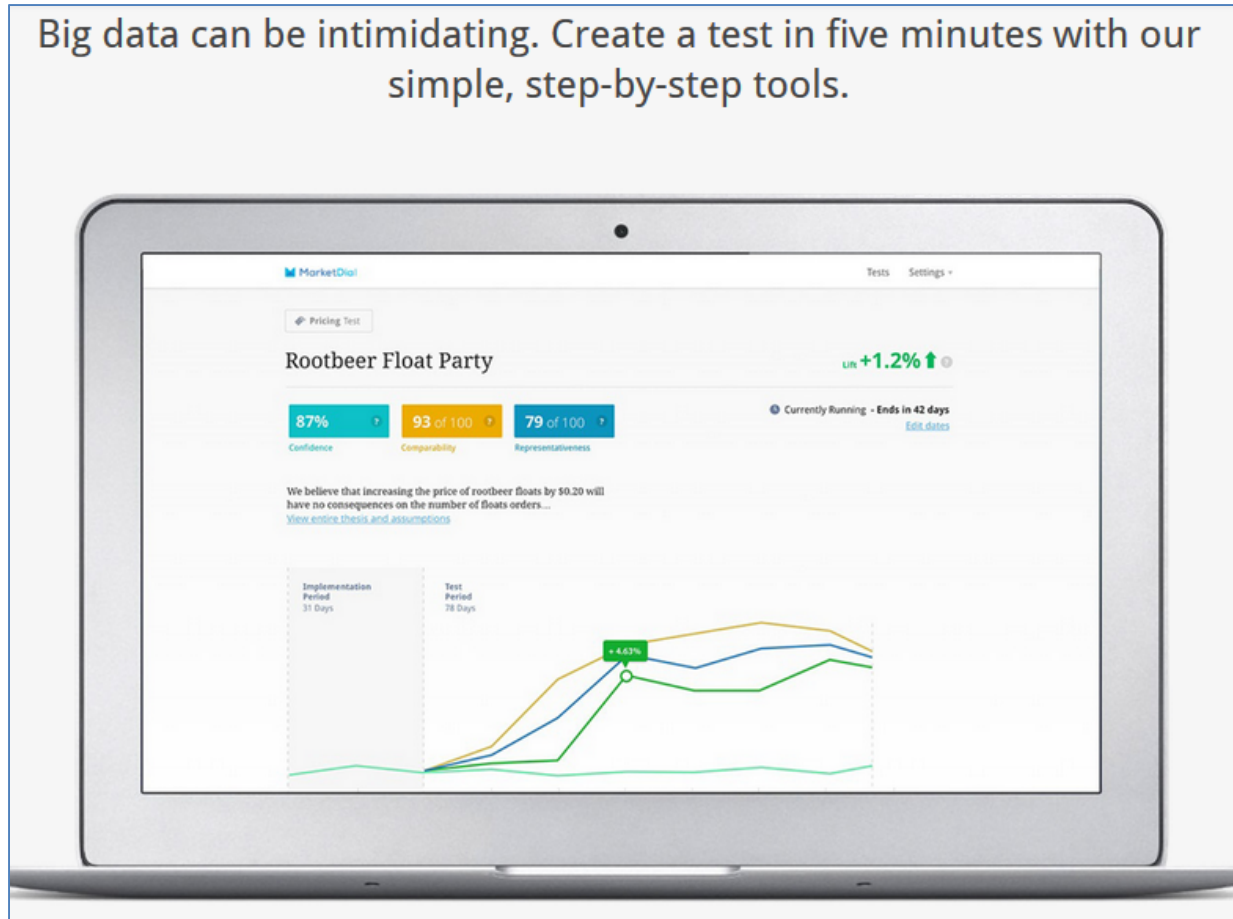 Big data can be intimidating. Create a test in five minutes with our
simple, step-by-step tools.
MarketDial
Tests Settings
Pricing Test
Rootbeer Float Party
Lift +1.2%
87%
93 of 100
79 of 100
Confidence
Comparability
Representativeness
Currently Running - Ends in 42 days
Edit dates
We believe that increasing the price of rootbeer floats by $0.20 will
have no consequences on the number of floats orders...
View entire thesis and assumptions
Implementation
Period
31 Days
Test
Period
78 Days
+ 4.63%